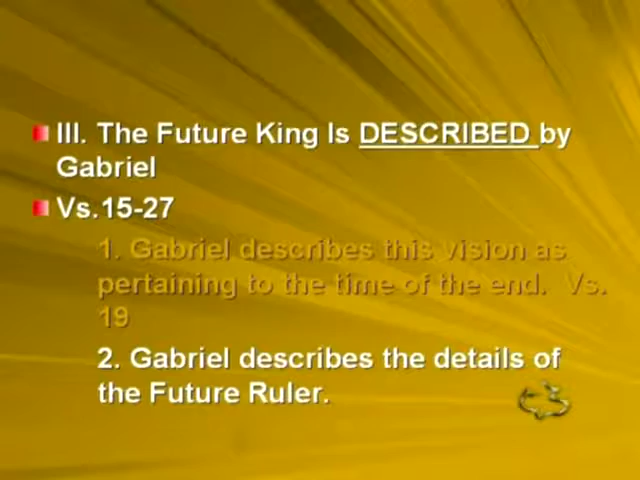 III. The Future King Is DESCRIBED by
Gabriel
Vs.15-27
1. Gabriel describes this vision as
pertaining to the time of the end. Vs.
19
2. Gabriel describes the details of
the Future Ruler.